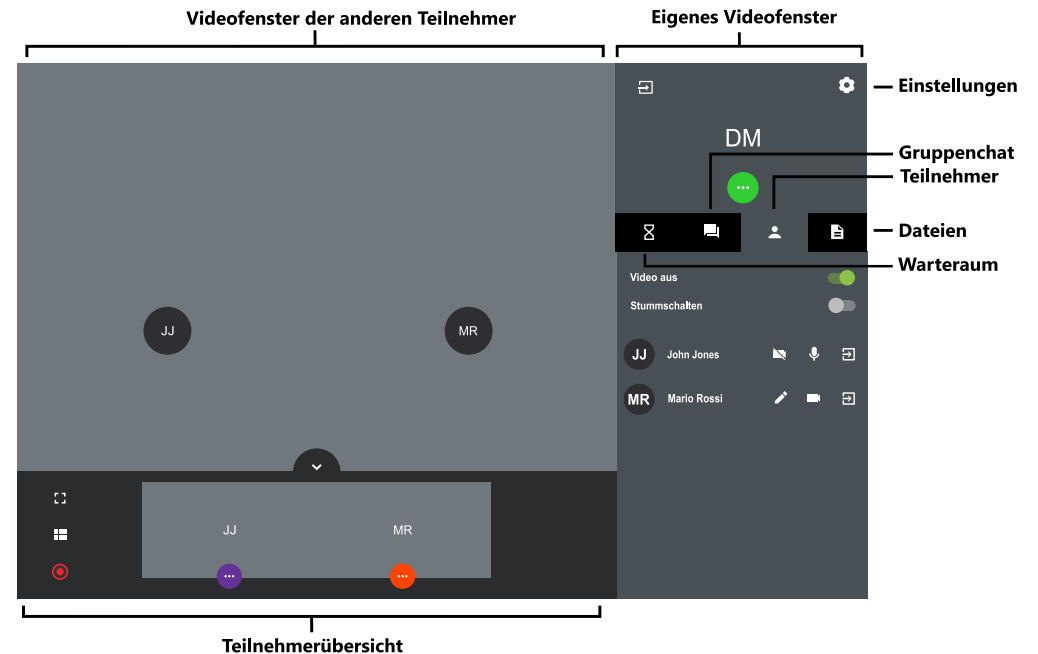 Videofenster der anderen Teilnehmer
Eigenes Videofenster
Einstellungen
DM
Gruppenchat
Teilnehmer
Dateien
Warteraum
Video aus
Stummschalten
JJ
MR
JJ John Jones
MR Mario Rossi
JJ
MR
Teilnehmerübersicht